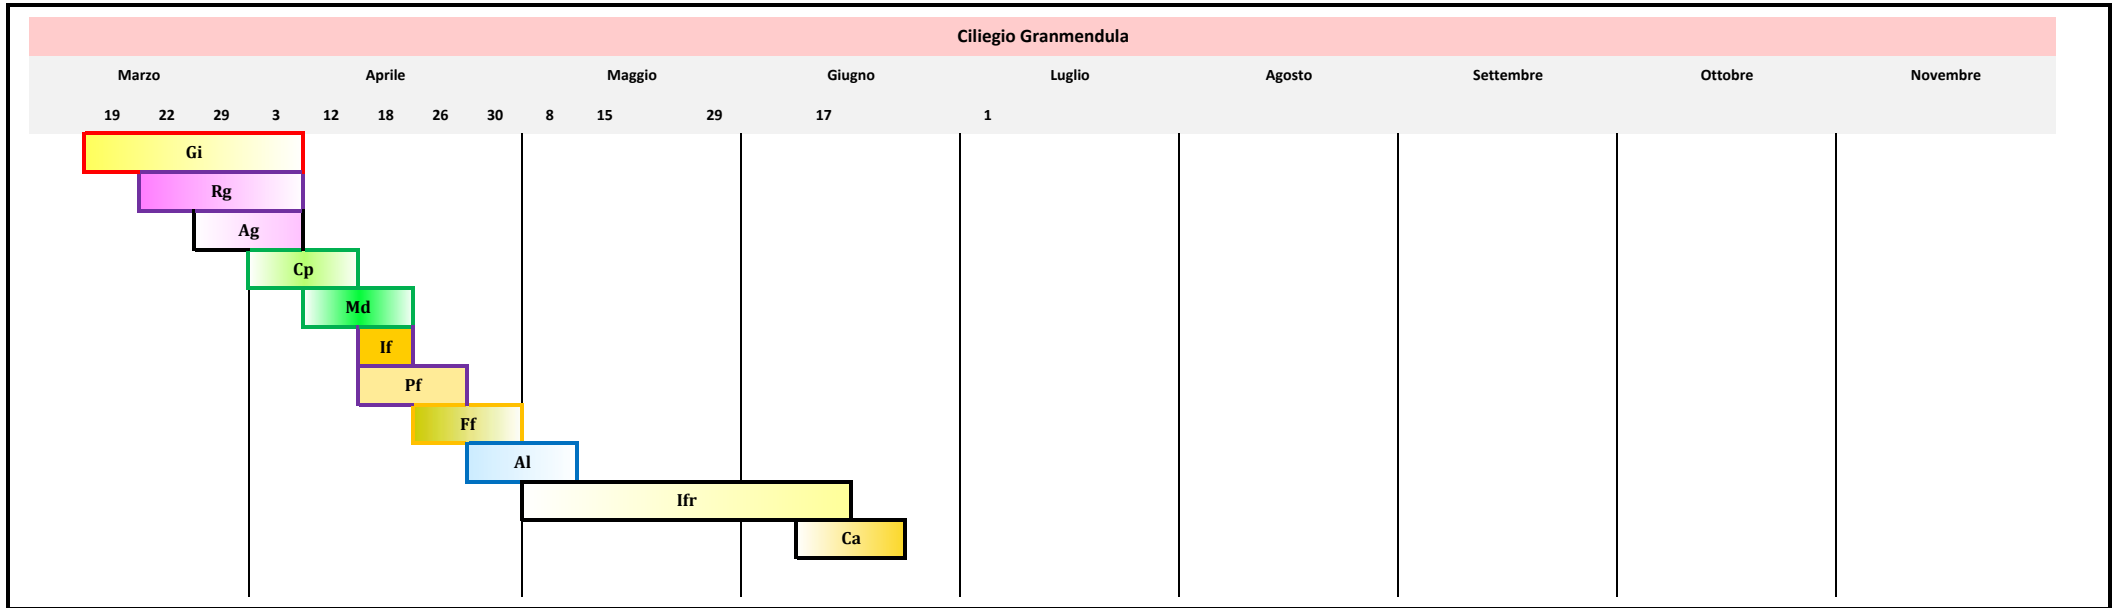 Ciliegio Granmendula
Marzo Aprile Maggio Giugno Luglio Agosto Settembre Ottobre Novembre
19 22 29 3 12 18 26 30 8 15 29 17 1
Gi
Rg
Ag
Cp
Md
If
Pf
Ff
Al
Ifr
Ca